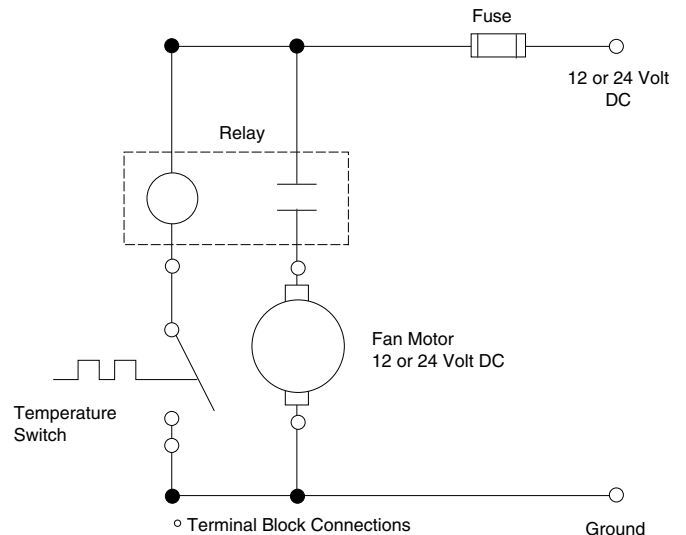 Fuse
12 or 24 Volt
DC
Relay
Fan Motor
12 or 24 Volt DC
Temperature
Switch
Terminal Block Connections
Ground